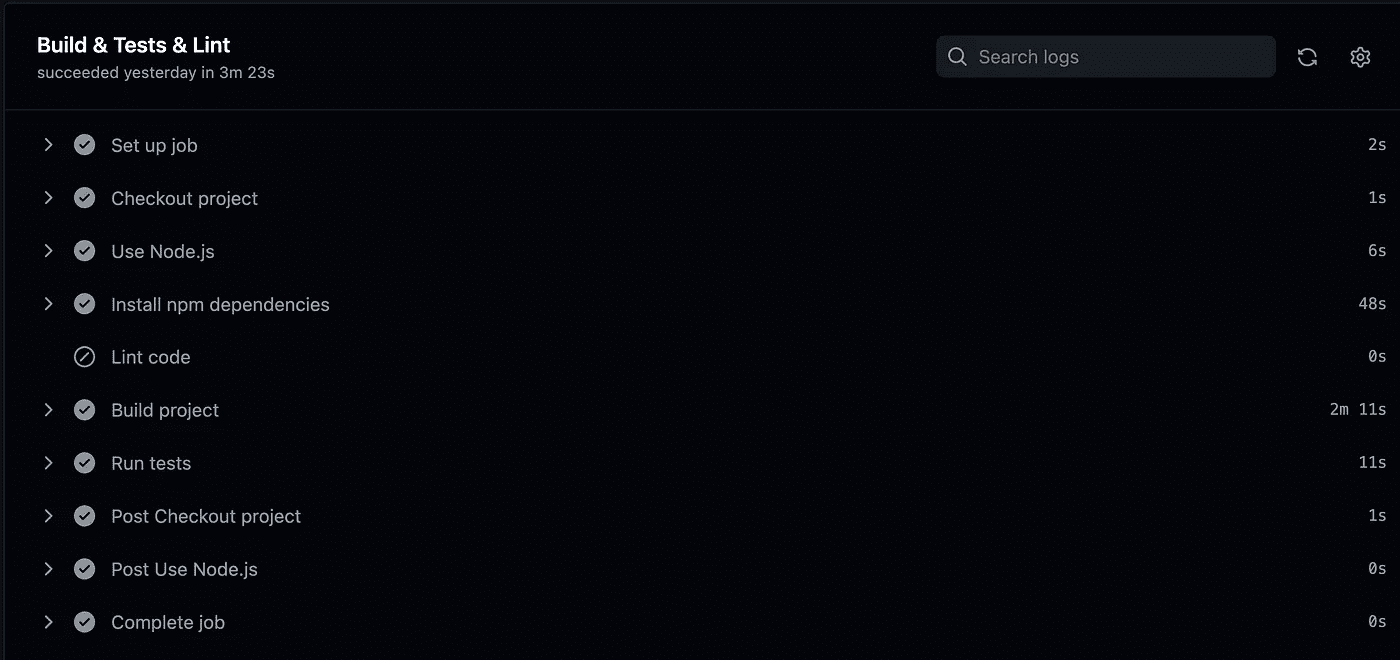 Build & Tests & Lint
succeeded yesterday in 3m 23s
Search logs
Set up job 2s
Checkout project 1s
Use Node.js 6s
Install npm dependencies 48s
Lint code 0s
Build project 2m 11s
Run tests 11s
Post Checkout project 1s
Post Use Node.js 0s
Complete job 0s